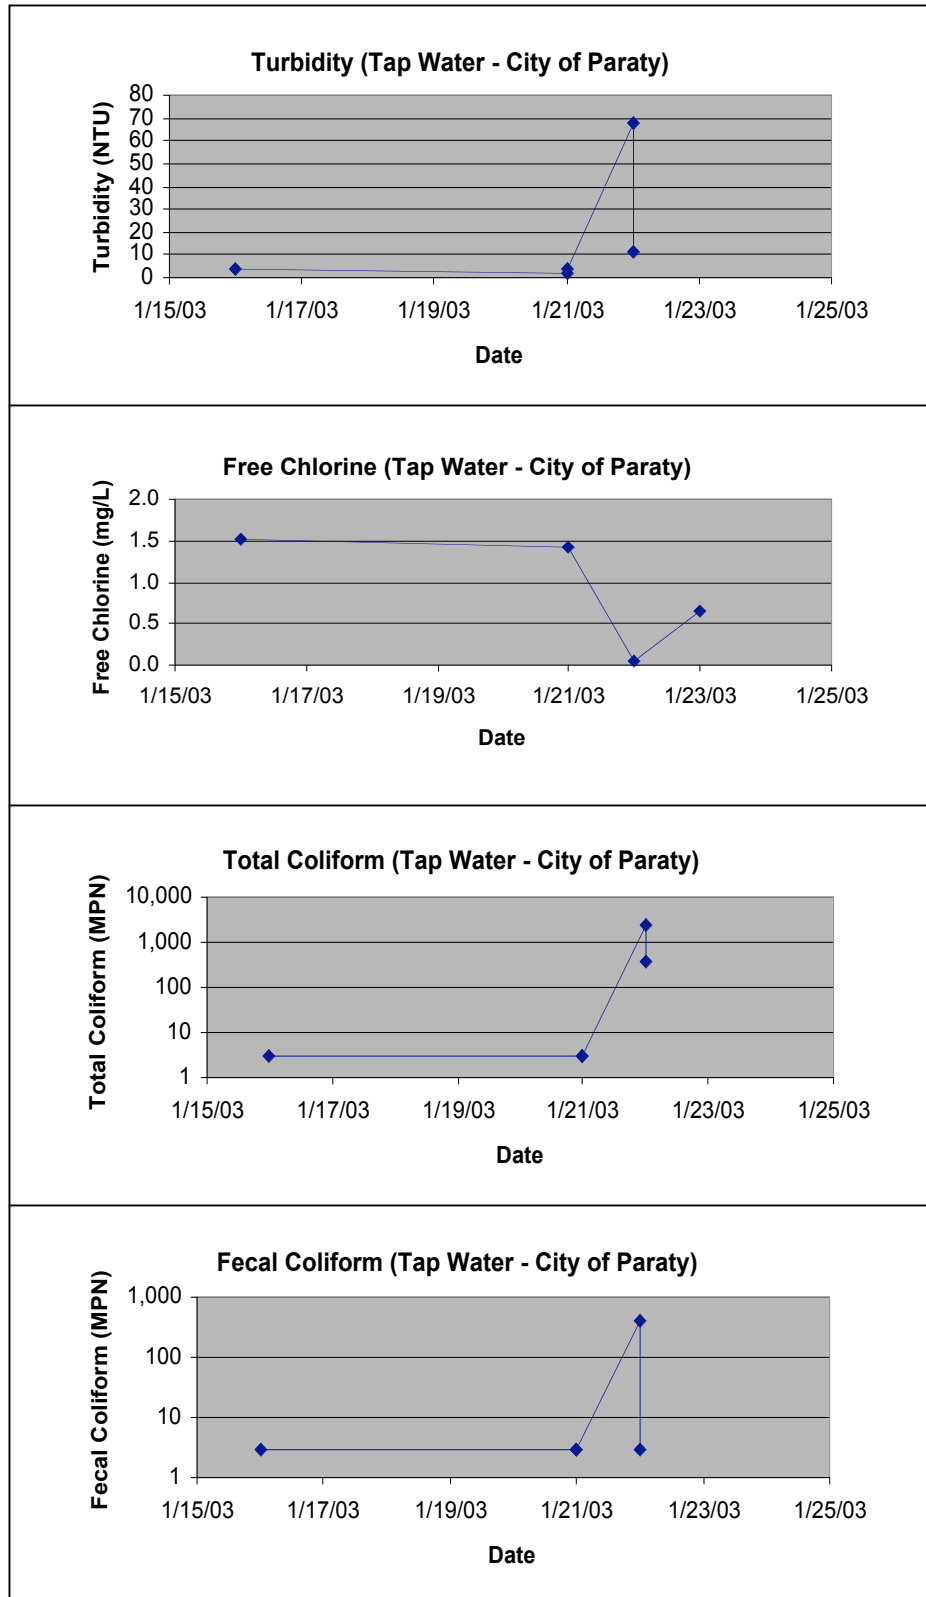 Turbidity (Tap Water - City of Paraty)
Turbidity (NTU)
80
70
60
50
40
30
20
10
0
1/15/03 1/17/03 1/19/03 1/21/03 1/23/03 1/25/03
Date
Free Chlorine (Tap Water - City of Paraty)
Free Chlorine (mg/L)
2.0
1.5
1.0
0.5
0.0
1/15/03 1/17/03 1/19/03 1/21/03 1/23/03 1/25/03
Date
Total Coliform (Tap Water - City of Paraty)
Total Coliform (MPN)
10,000
1,000
100
10
1
1/15/03 1/17/03 1/19/03 1/21/03 1/23/03 1/25/03
Date
Fecal Coliform (Tap Water - City of Paraty)
Fecal Coliform (MPN)
1,000
100
10
1
1/15/03 1/17/03 1/19/03 1/21/03 1/23/03 1/25/03
Date